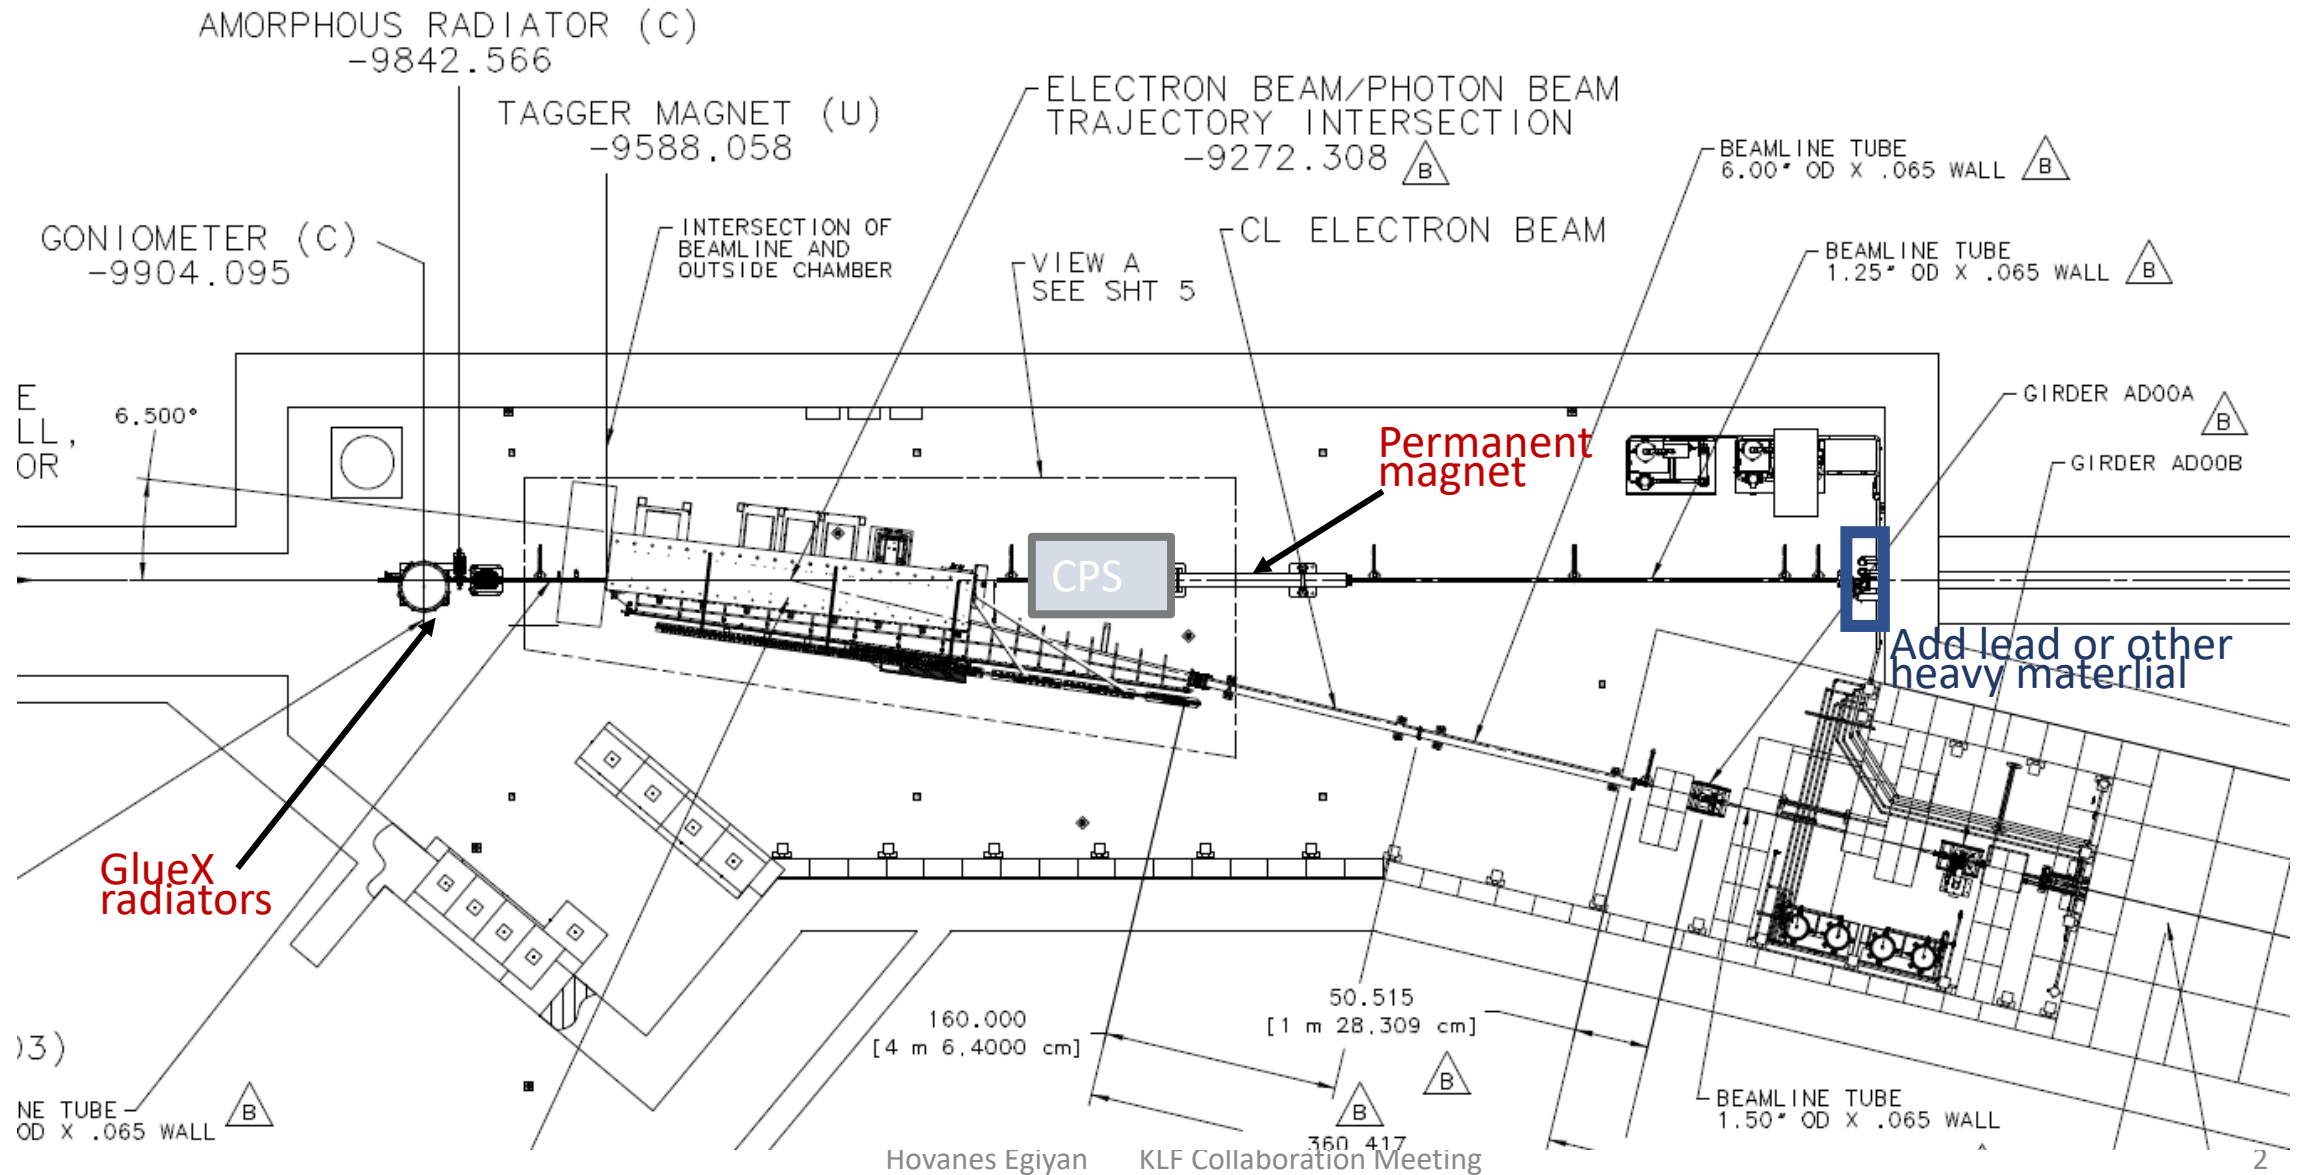 AMORPHOUS RADIATOR (C)
-9842.566
TAGGER MAGNET (U)
-9588.058
ELECTRON BEAM/PHOTON BEAM
TRAJECTORY INTERSECTION
-9272.308
B
BEAMLINE TUBE
6.00" OD X .065 WALL
B
GONIOMETER (C)
-9904.095
INTERSECTION OF
BEAMLINE AND
OUTSIDE CHAMBER
VIEW A
SEE SHT 5
CL ELECTRON BEAM
BEAMLINE TUBE
1.25" OD X .065 WALL
B
E
LL,
OR
6.500°
Permanent
magnet
GIRDER AD00A
B
GIRDER AD00B
CPS
Add lead or other
heavy materlial
GlueX
radiators
160.000
[4 m 6.4000 cm]
50.515
[1 m 28.309 cm]
B
B
360.417
)3)
NE TUBE
OD X .065 WALL
B
BEAMLINE TUBE
1.50" OD X .065 WALL
Hovanes Egiyan KLF Collaboration Meeting
2